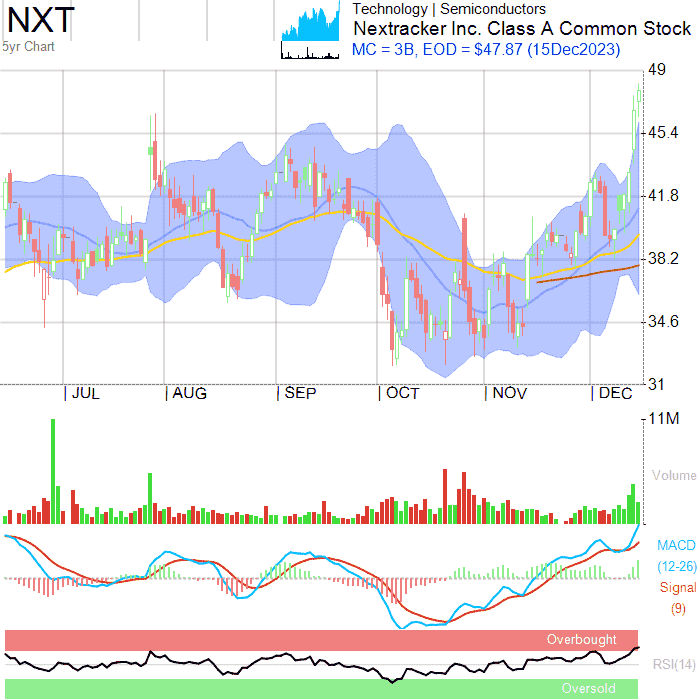 NXT
5yr Chart
Technology | Semiconductors
Nextracker Inc. Class A Common Stock
MC = 3B, EOD = $47.87 (15Dec2023)
49
45.4
41.8
38.2
34.6
31
JUL AUG SEP OCT NOV DEC
11M
Volume
MACD
(12-26)
Signal
(9)
Overbought
RSI(14)
Oversold